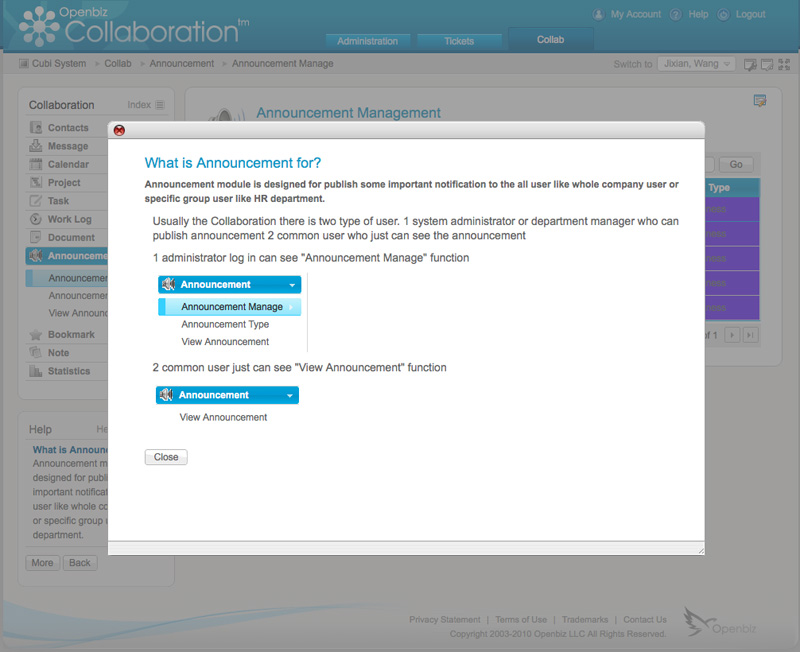 Openbiz
Collaboration™
My Account
Help
Logout
Administration
Tickets
Collab
Cubi System
Collab
Announcement
Announcement Manage
Switch to
Jixian, Wang
Collaboration
Index
Contacts
Message
Calendar
Project
Task
Work Log
Document
Announceme
Announcemen
Announcemen
View Announc
Bookmark
Note
Statistics
Announcement Management
Go
Type
of 1
What is Announcement for?
Announcement module is designed for publish some important notification to the all user like whole company user or
specific group user like HR department.
Usually the Collaboration there is two type of user. 1 system administrator or department manager who can
publish announcement 2 common user who just can see the announcement
1 administrator log in can see "Announcement Manage" function
Announcement
Announcement Manage
Announcement Type
View Announcement
2 common user just can see "View Announcement" function
Announcement
View Announcement
Close
Help
He
What is Announ
Announcement m
designed for publi
important notificat
user like whole co
or specific group u
department.
More
Back
Privacy Statement | Terms of Use | Trademarks | Contact Us
Copyright 2003-2010 Openbiz LLC All Rights Reserved.
Openbiz